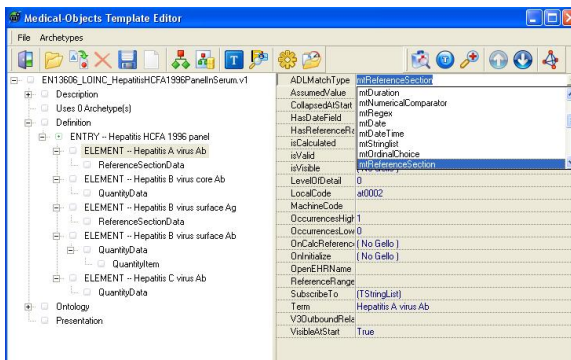 Medical-Objects Template Editor
File Archetypes
EN13606_LOINC_HepatitisHCFA1996PanelInSerum.v1
Description
Uses 0 Archetype(s)
Definition
ENTRY -- Hepatitis HCFA 1996 panel
ELEMENT -- Hepatitis A virus Ab
ReferenceSectionData
ELEMENT -- Hepatitis B virus core Ab
QuantityData
ELEMENT -- Hepatitis B virus surface Ag
ReferenceSectionData
ELEMENT -- Hepatitis B virus surface Ab
QuantityData
QuantityItem
ELEMENT -- Hepatitis C virus Ab
QuantityData
Ontology
Presentation
ADLMatchType mtReferenceSection
AssumedValue
CollapsedAtStart
HasDateField
HasReferenceRa
isCalculated
isValid
isVisible ( No Gello )
LevelOfDetail 0
LocalCode at0002
MachineCode
OccurrencesHigh 1
OccurrencesLow 0
OnCalcReference ( No Gello )
OnInitialize ( No Gello )
OpenEHRName
ReferenceRange
SubscribeTo (TStringList)
Term Hepatitis A virus Ab
V3OutboundRela
VisibleAtStart True
mtDuration
mtNumericalComparator
mtRegex
mtDate
mtDateTime
mtStringlist
mtOrdinalChoice
mtReferenceSection